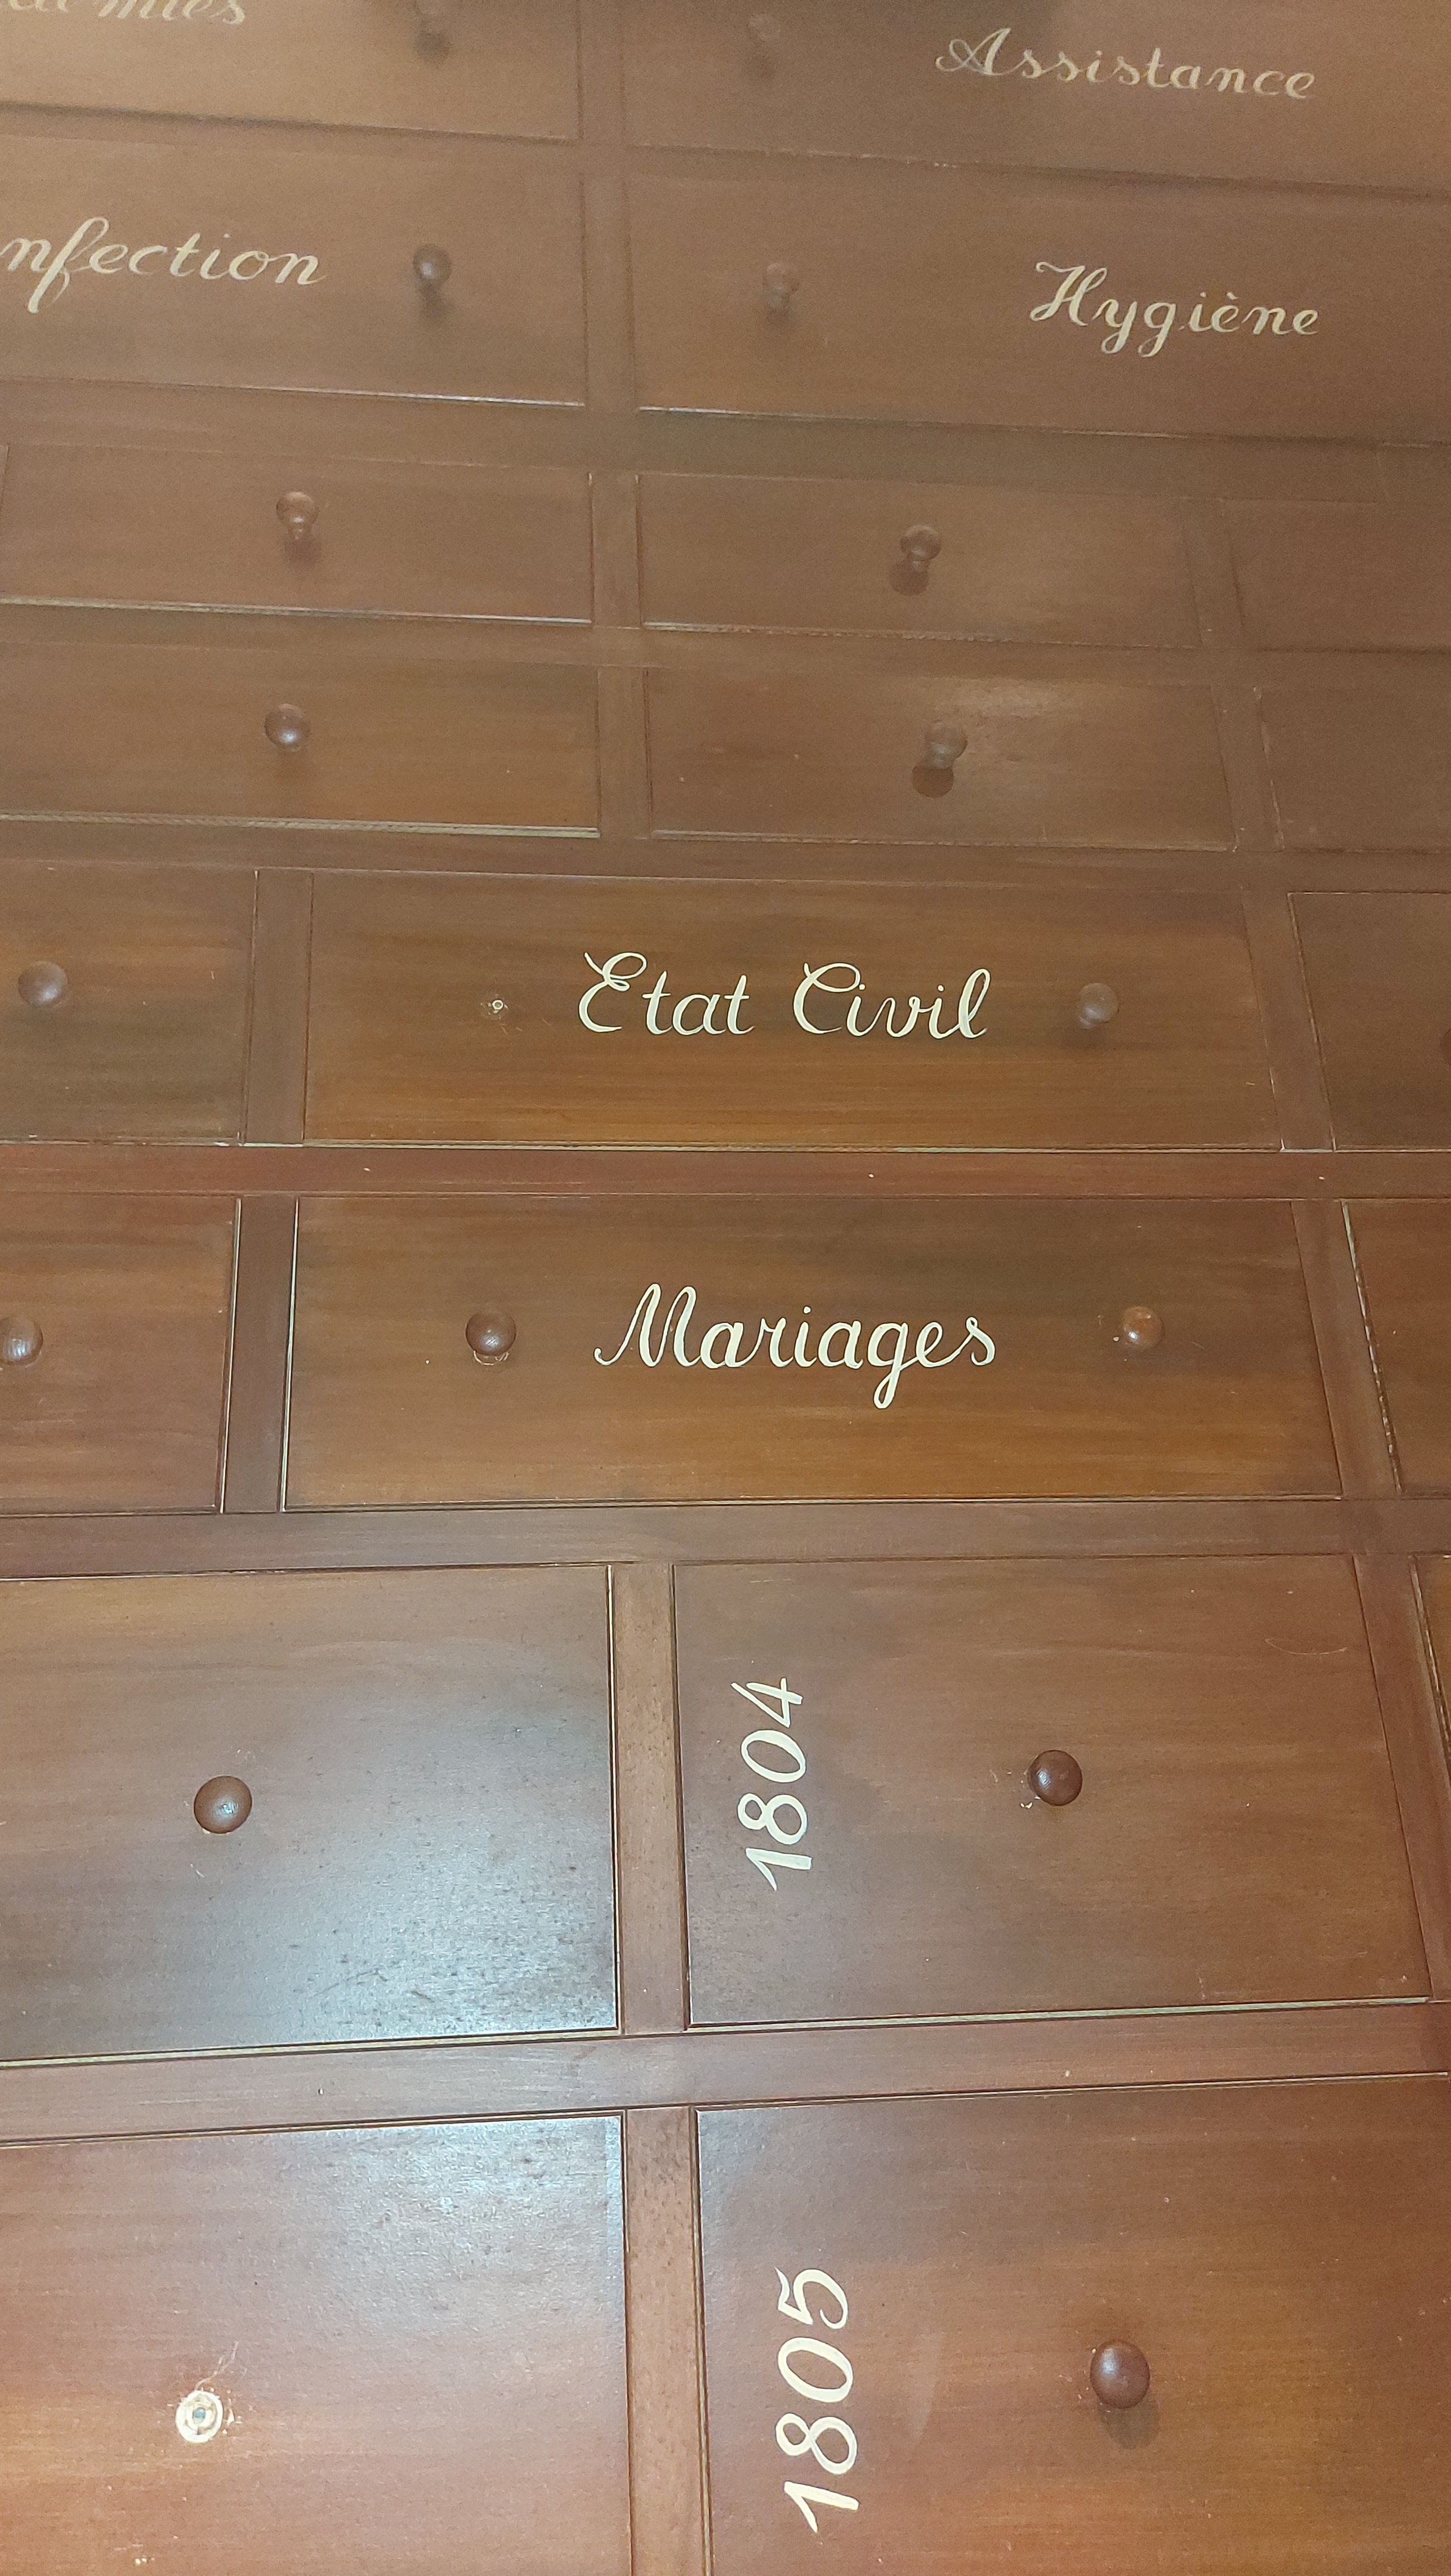 Assistance
nfection
Hygiène
Etat Civil
Mariages
1804
1805